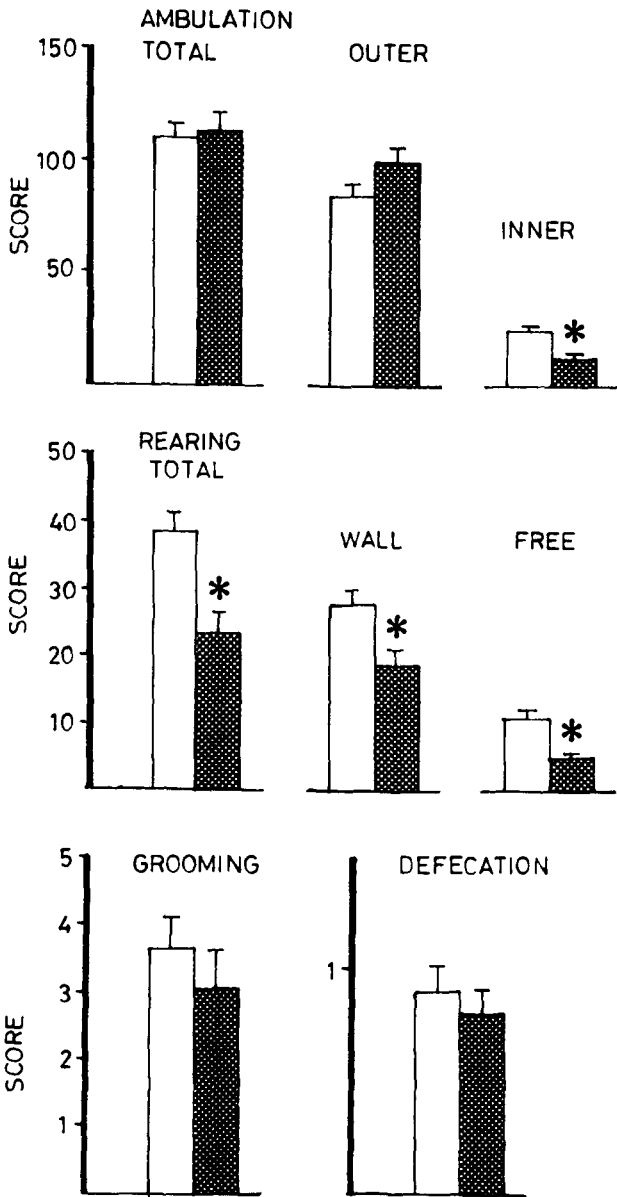 AMBULATION
TOTAL
OUTER
INNER
150
100
50
SCORE
*
REARING
TOTAL
WALL
FREE
50
40
30
20
10
SCORE
*
*
*
GROOMING
DEFECATION
5
4
3
2
1
SCORE
1